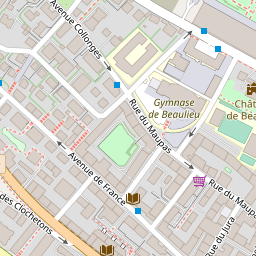 Avenue Collonges
Gymnase
de Beaulieu
Chât
de Bea
Rue du Maupas
Avenue de France
Rue du Maupas
Rue du Jura
des Clochetons